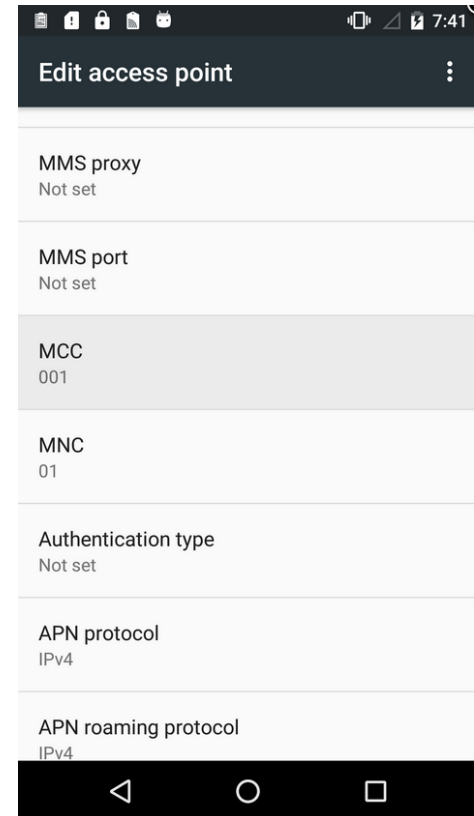 7:41
Edit access point
MMS proxy
Not set
MMS port
Not set
MCC
001
MNC
01
Authentication type
Not set
APN protocol
IPv4
APN roaming protocol
IPv4